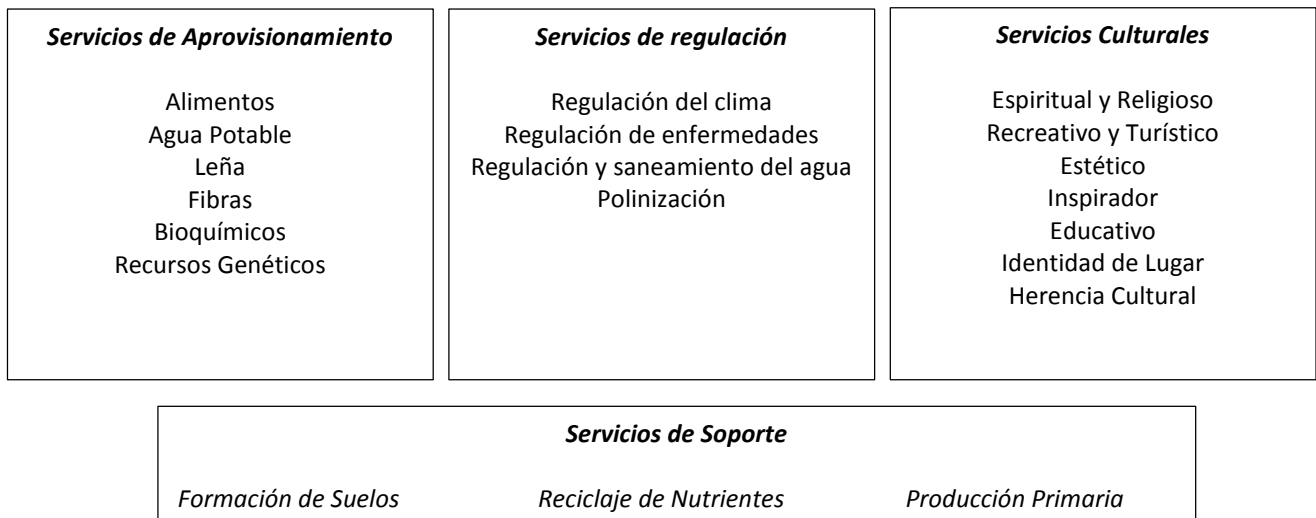 Servicios de Aprovisionamiento
Alimentos
Agua Potable
Leña
Fibras
Bioquímicos
Recursos Genéticos
Servicios de regulación
Regulación del clima
Regulación de enfermedades
Regulación y saneamiento del agua
Polinización
Servicios Culturales
Espiritual y Religioso
Recreativo y Turístico
Estético
Inspirador
Educativo
Identidad de Lugar
Herencia Cultural
Servicios de Soporte
Formación de Suelos Reciclaje de Nutrientes Producción Primaria